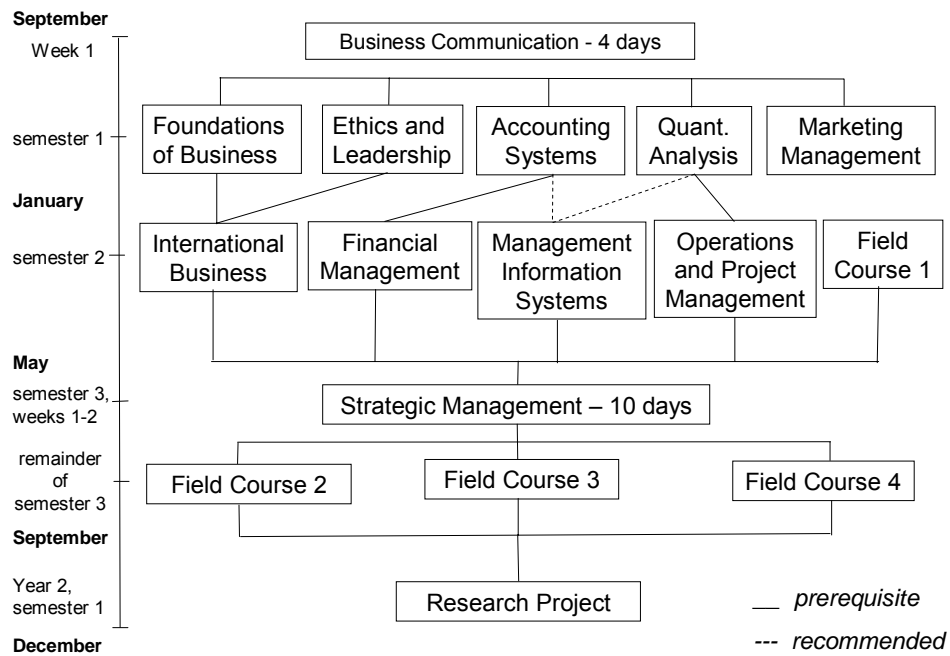 September
Week 1
Business Communication - 4 days
semester 1
Foundations
of Business
Ethics and
Leadership
Accounting
Systems
Quant.
Analysis
Marketing
Management
January
semester 2
International
Business
Financial
Management
Management
Information
Systems
Operations
and Project
Management
Field
Course 1
May
semester 3,
weeks 1-2
Strategic Management – 10 days
remainder
of
semester 3
Field Course 2
Field Course 3
Field Course 4
September
Year 2,
semester 1
Research Project
December
prerequisite
--- recommended